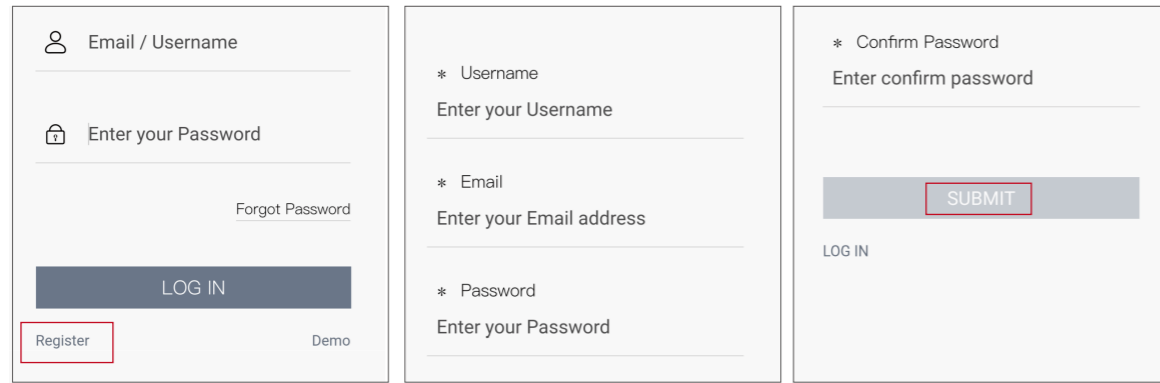 Email / Username
Enter your Password
Forgot Password
LOG IN
Register
Demo
* Username
Enter your Username
* Email
Enter your Email address
* Password
Enter your Password
* Confirm Password
Enter confirm password
SUBMIT
LOG IN